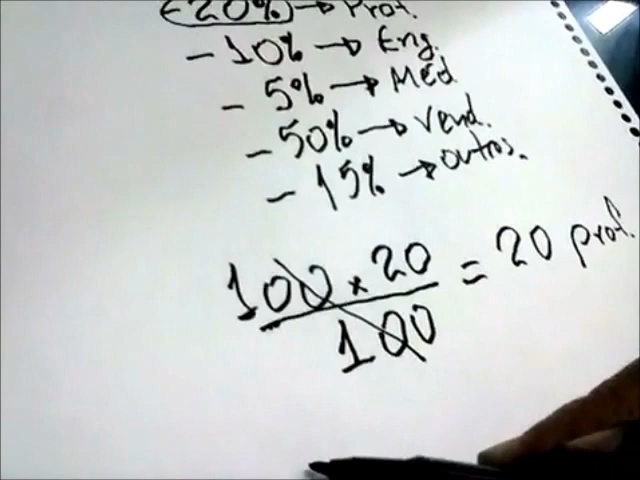 -20% → Prof.
- 10% → Eng.
- 5% → Med
- 50% → Vend.
- 15% → outros.
100 x 20 = 20 prof.
100